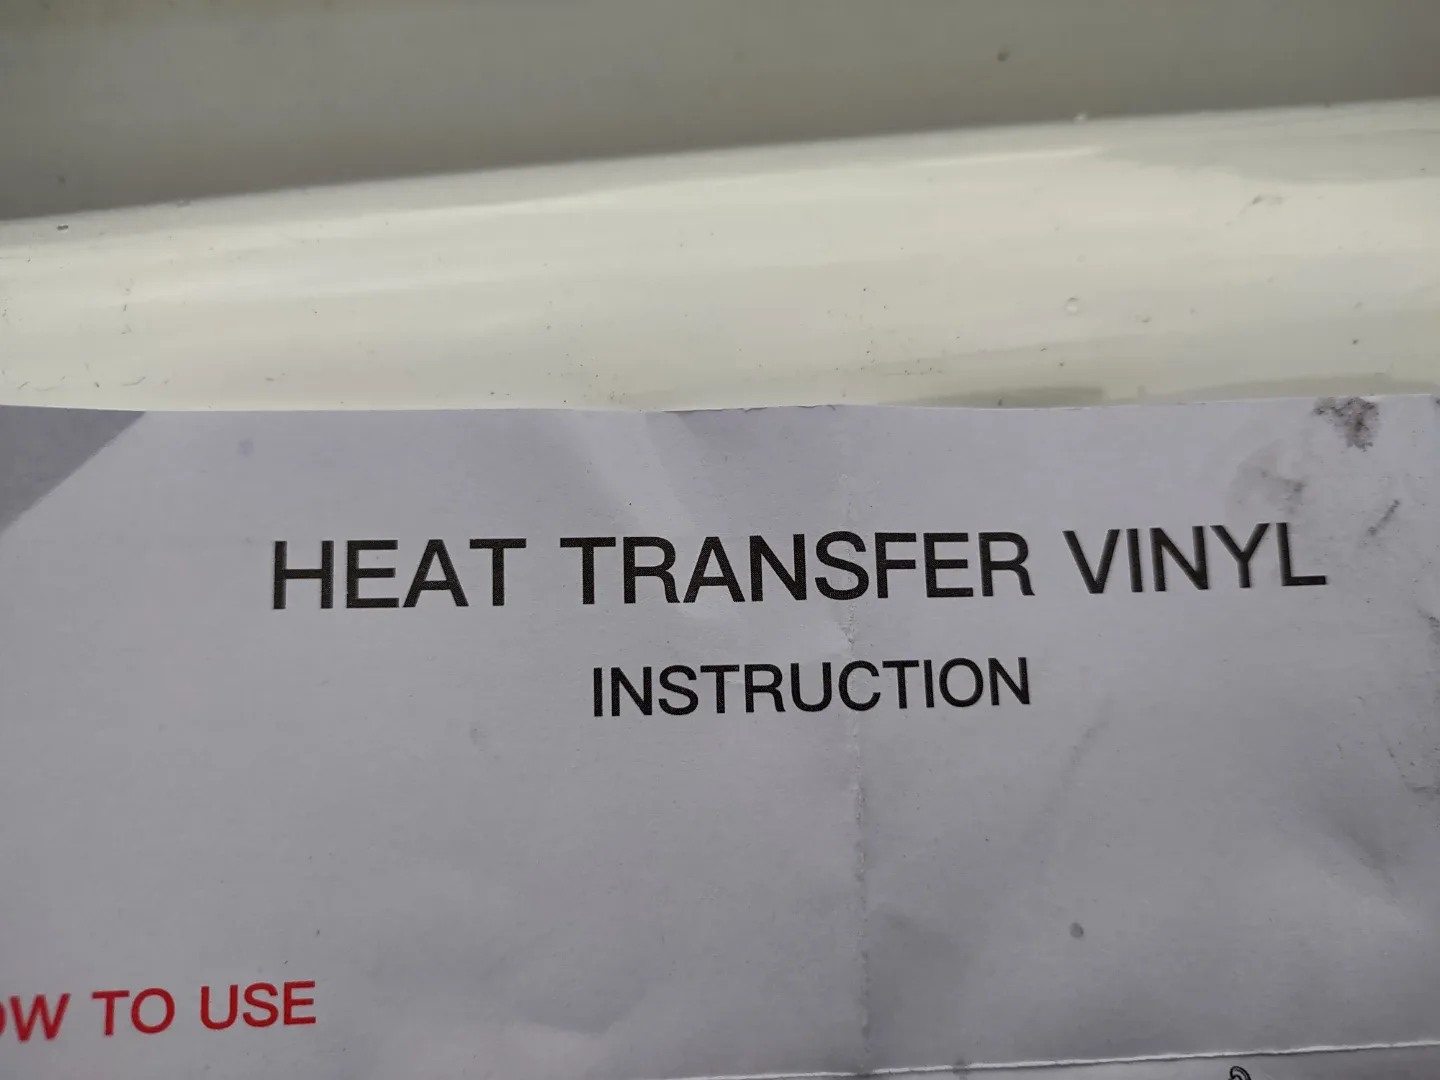 HEAT TRANSFER VINYL
INSTRUCTION
OW TO USE